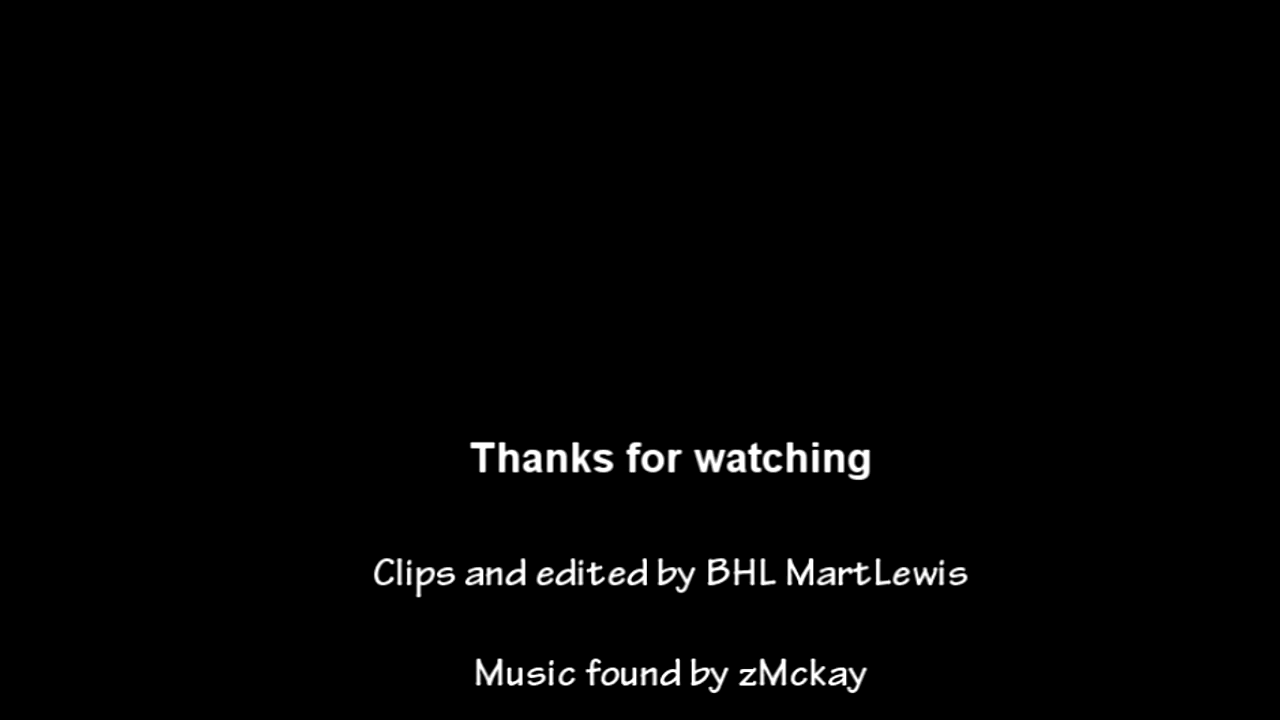 Thanks for watching
Clips and edited by BHL MartLewis
Music found by zMckay